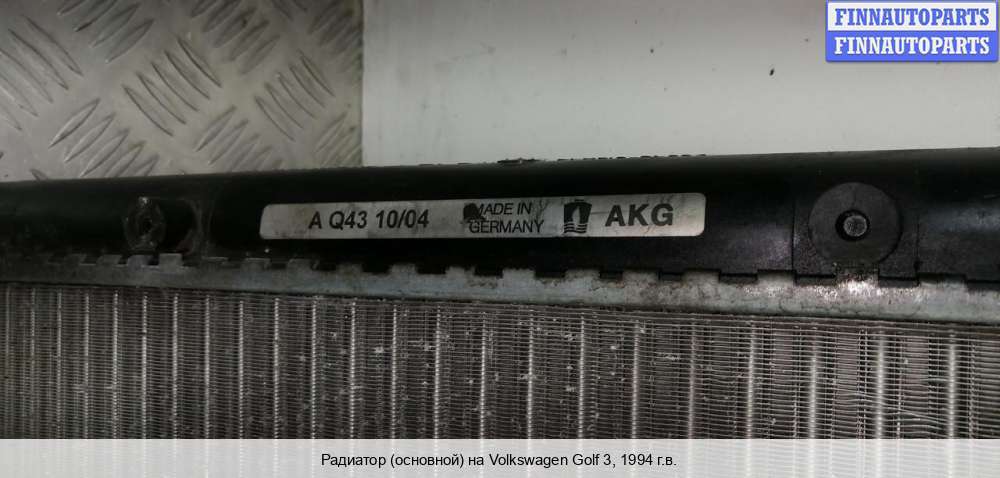 FINNAUTOPARTS
FINNAUTOPARTS
A Q43 10/04
MADE IN
GERMANY
AKG
Радиатор (основной) на Volkswagen Golf 3, 1994 г.в.